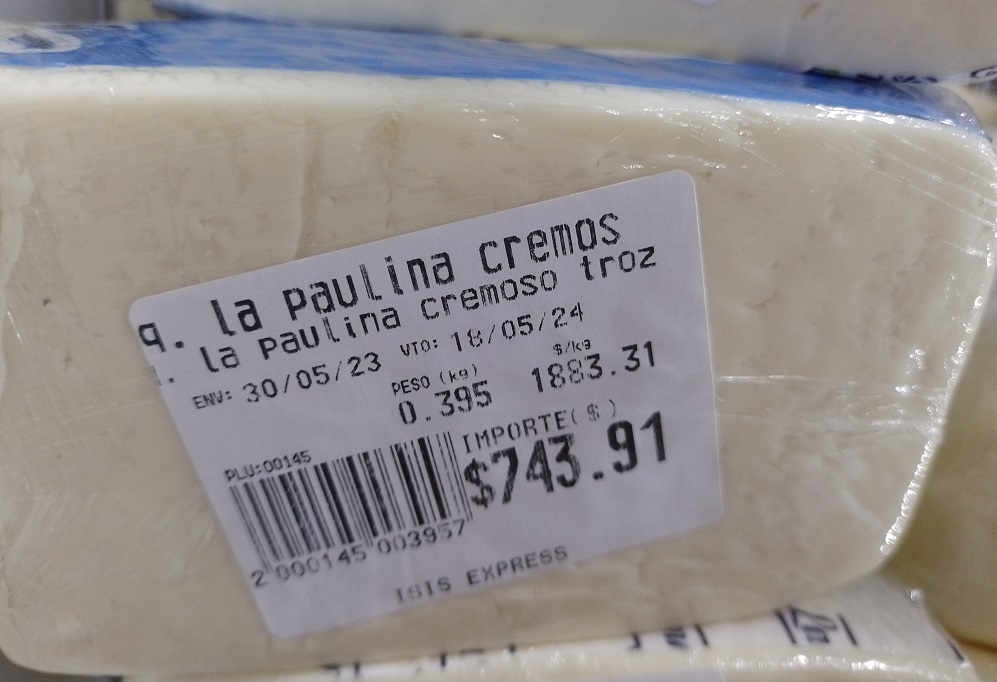 q. la paulina cremos
. la paulina cremoso troz
ENV: 30/05/23 VTO: 18/05/24
PESO (kg) $/kg
0.395 1883.31
IMPORTE($)
$743.91
PLU:00145
2 000145 003957
ISIS EXPRESS